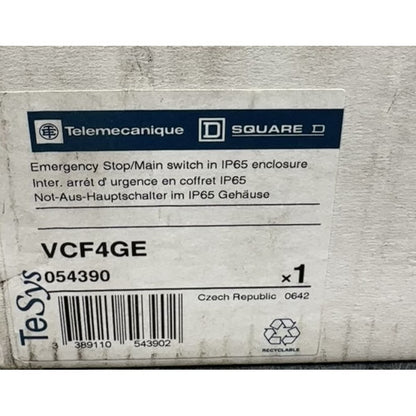 Telemecanique SQUARE D
Emergency Stop/Main switch in IP65 enclosure
Inter. arrêt d' urgence en coffret IP65
Not-Aus-Hauptschalter im IP65 Gehäuse
VCF4GE
054390
x1
Czech Republic 0642
TeSys
3 389110 543902
RECYCLABLE